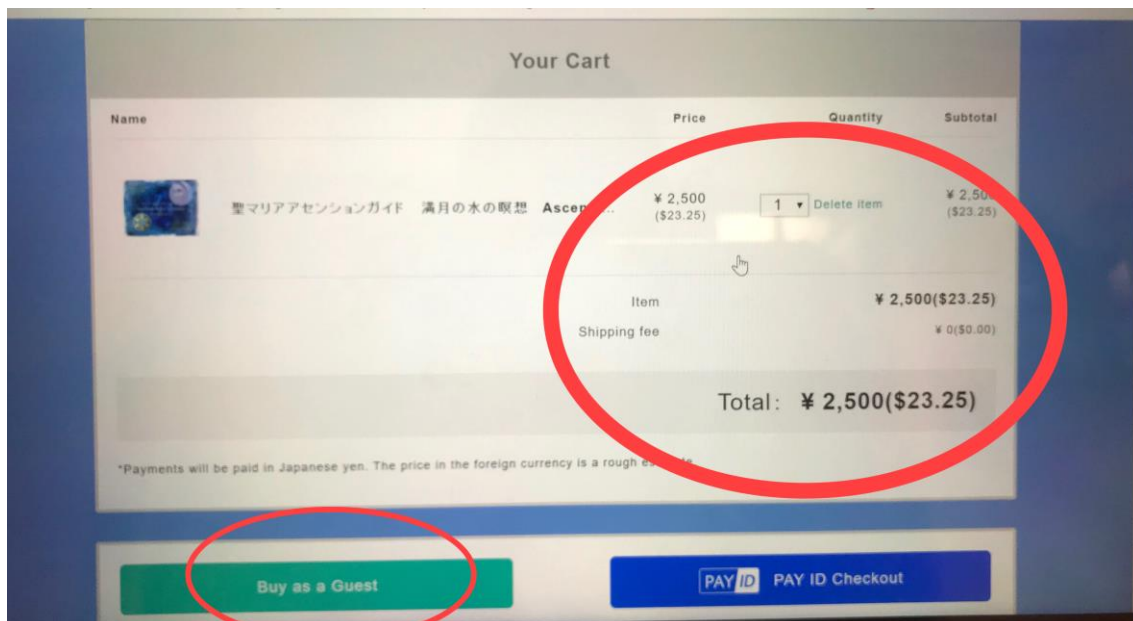 Your Cart
Name Price Quantity Subtotal
聖マリアアセンションガイド 満月の水の瞑想 Ascen
¥ 2,500 1 Delete item ¥ 2,500
($23.25) ($23.25)
Item ¥ 2,500($23.25)
Shipping fee ¥ 0($0.00)
Total: ¥ 2,500($23.25)
*Payments will be paid in Japanese yen. The price in the foreign currency is a rough
Buy as a Guest
PAY ID PAY ID Checkout